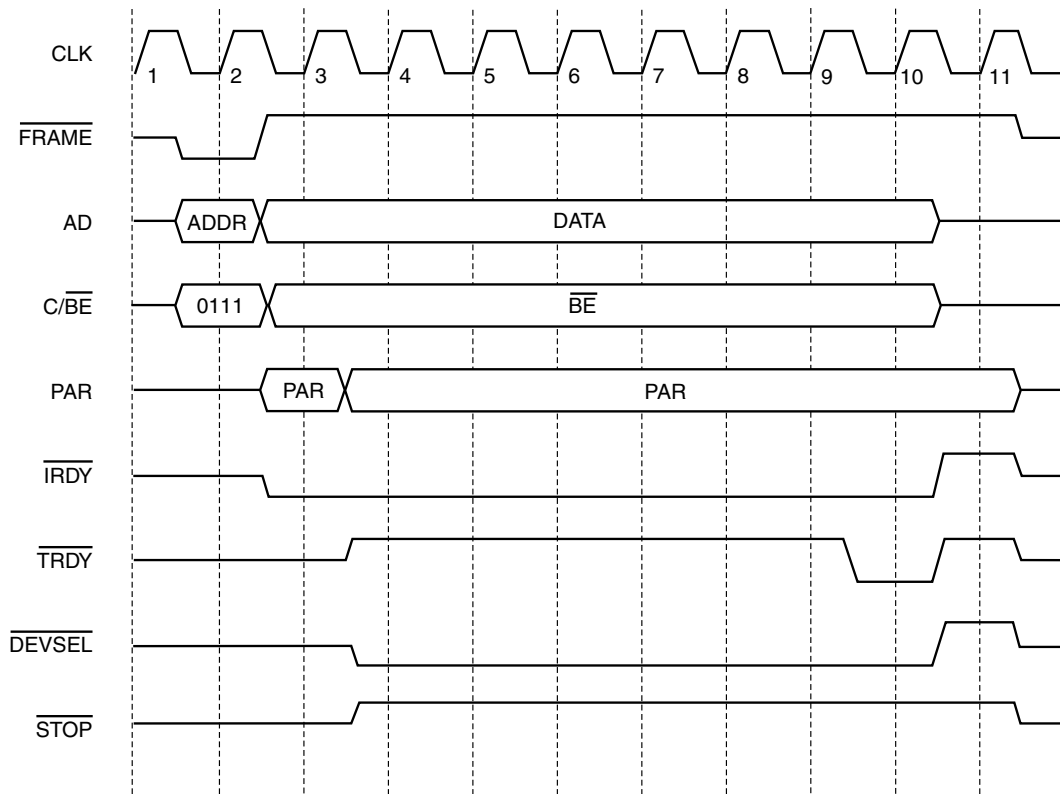 CLK
1 2 3 4 5 6 7 8 9 10 11
FRAME
AD ADDR DATA
C/BE 0111 BE
PAR PAR PAR
IRDY
TRDY
DEVSEL
STOP